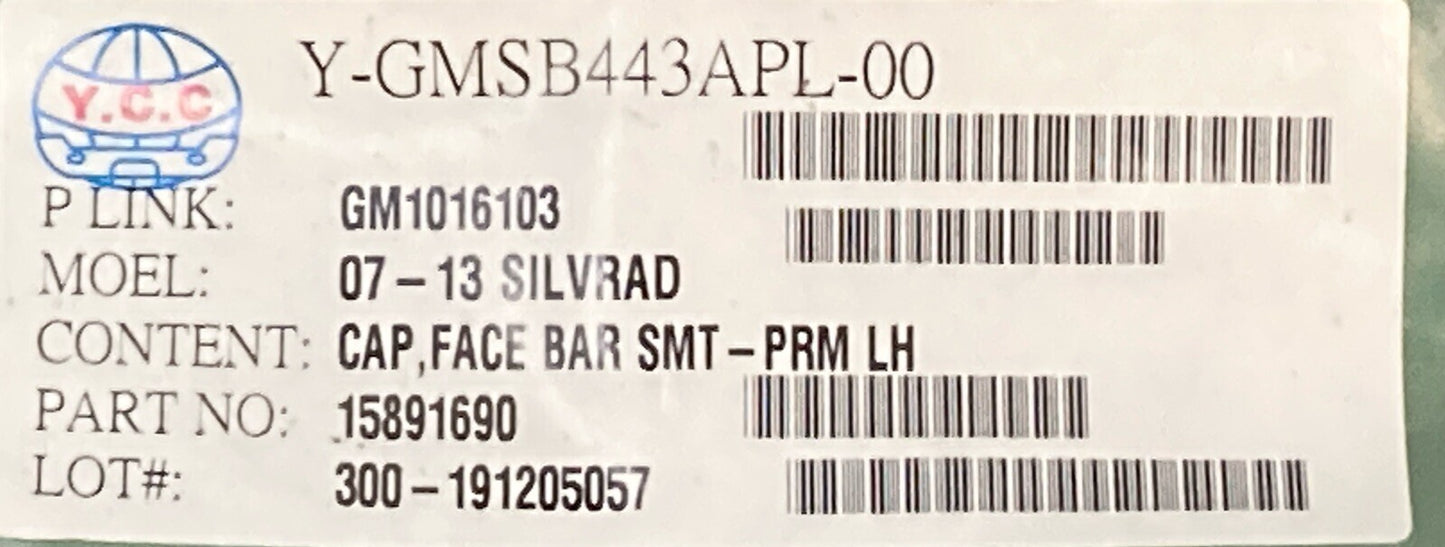 Y.C.C
Y-GMSB443APL-00
P LINK: GM1016103
MOEL: 07-13 SILVRAD
CONTENT: CAP,FACE BAR SMT-PRM LH
PART NO: 15891690
LOT#: 300-191205057